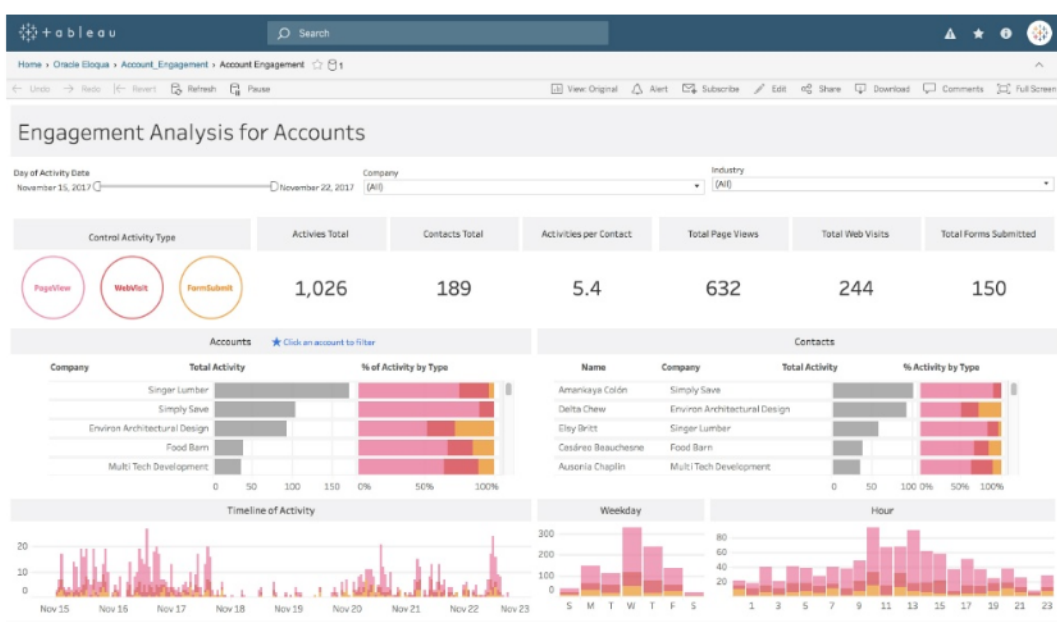 +ableau
Search
Home › Oracle Eloqua › Account_Engagement › Account Engagement 1
Undo Redo Revert Refresh Pause View: Original Alert Subscribe Edit Share Download Comments Full Screen
Engagement Analysis for Accounts
Day of Activity Date Company Industry
November 15, 2017 November 22, 2017 (All) (All)
Control Activity Type Activies Total Contacts Total Activities per Contact Total Page Views Total Web Visits Total Forms Submitted
PageView WebVisit FormSubmit 1,026 189 5.4 632 244 150
Accounts Click an account to filter Contacts
Company Total Activity % of Activity by Type Name Company Total Activity % Activity by Type
Singer Lumber Amankaya Colón Simply Save
Simply Save Delta Chew Environ Architectural Design
Environ Architectural Design Elsy Britt Singer Lumber
Food Barn Cesáreo Beauchesne Food Barn
Multi Tech Development Ausonia Chaplin Multi Tech Development
0 50 100 150 0% 50% 100% 0 50 100 0% 50% 100%
Timeline of Activity Weekday Hour
20 10 0 300 200 100 0 80 60 40 20
Nov 15 Nov 16 Nov 17 Nov 18 Nov 19 Nov 20 Nov 21 Nov 22 Nov 23 S M T W T F S 1 3 5 7 9 11 13 15 17 19 21 23